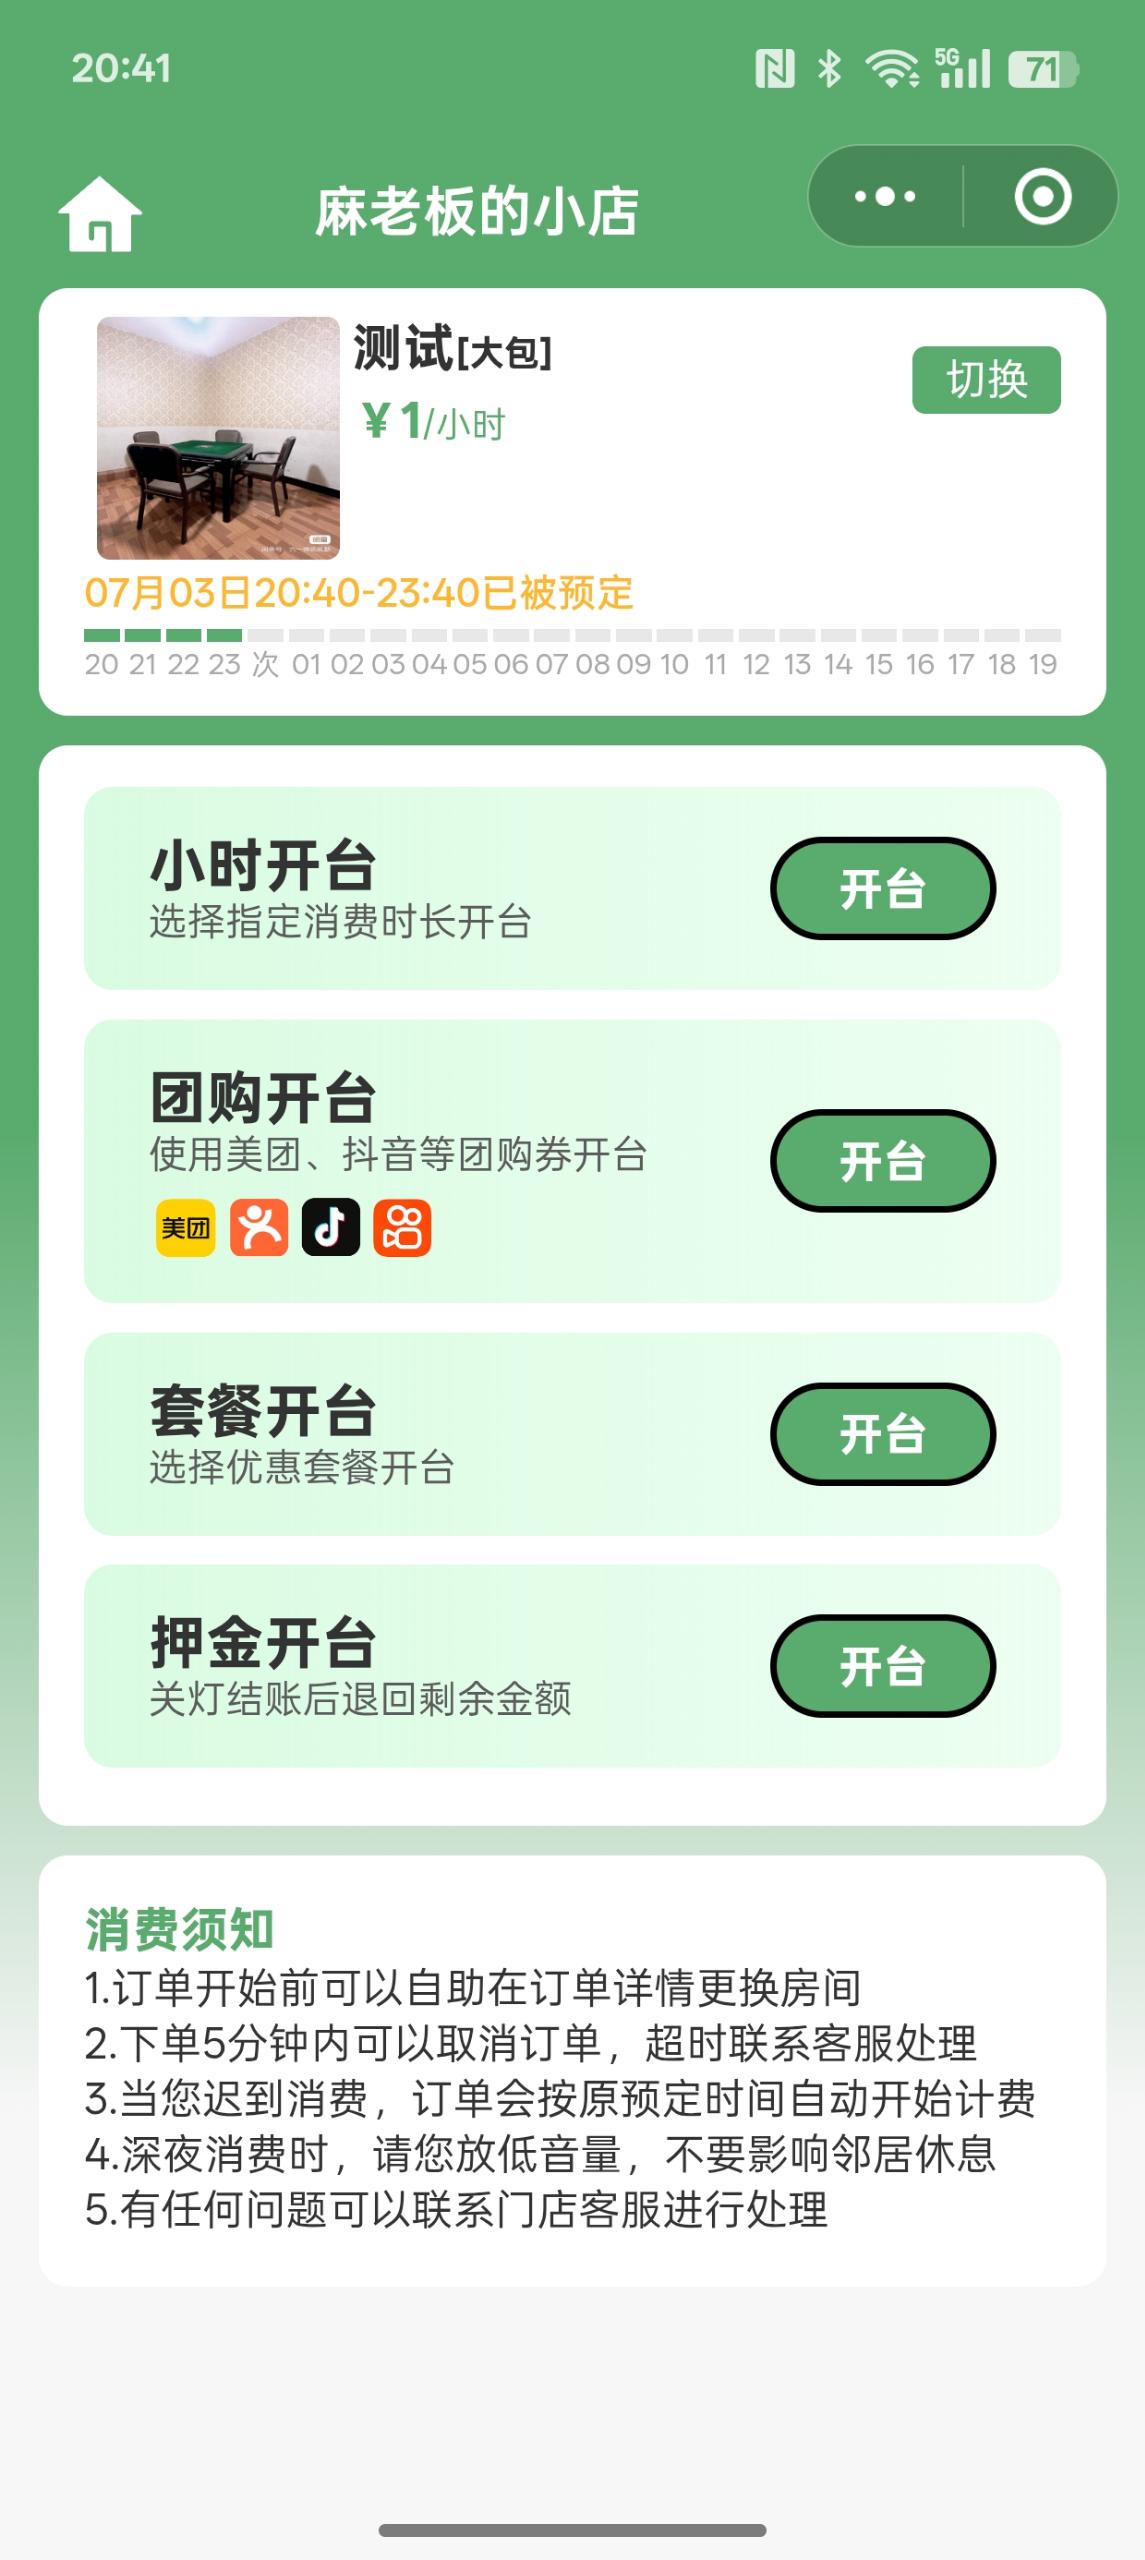 20:41
5G
71
麻老板的小店
测试[大包]
¥1/小时
切换
07月03日20:40-23:40已被预定
20 21 22 23 次 01 02 03 04 05 06 07 08 09 10 11 12 13 14 15 16 17 18 19
小时开台
选择指定消费时长开台
开台
团购开台
使用美团、抖音等团购券开台
美团
开台
套餐开台
选择优惠套餐开台
开台
押金开台
关灯结账后退回剩余金额
开台
消费须知
1.订单开始前可以自助在订单详情更换房间
2.下单5分钟内可以取消订单，超时联系客服处理
3.当您迟到消费，订单会按原预定时间自动开始计费
4.深夜消费时，请您放低音量，不要影响邻居休息
5.有任何问题可以联系门店客服进行处理